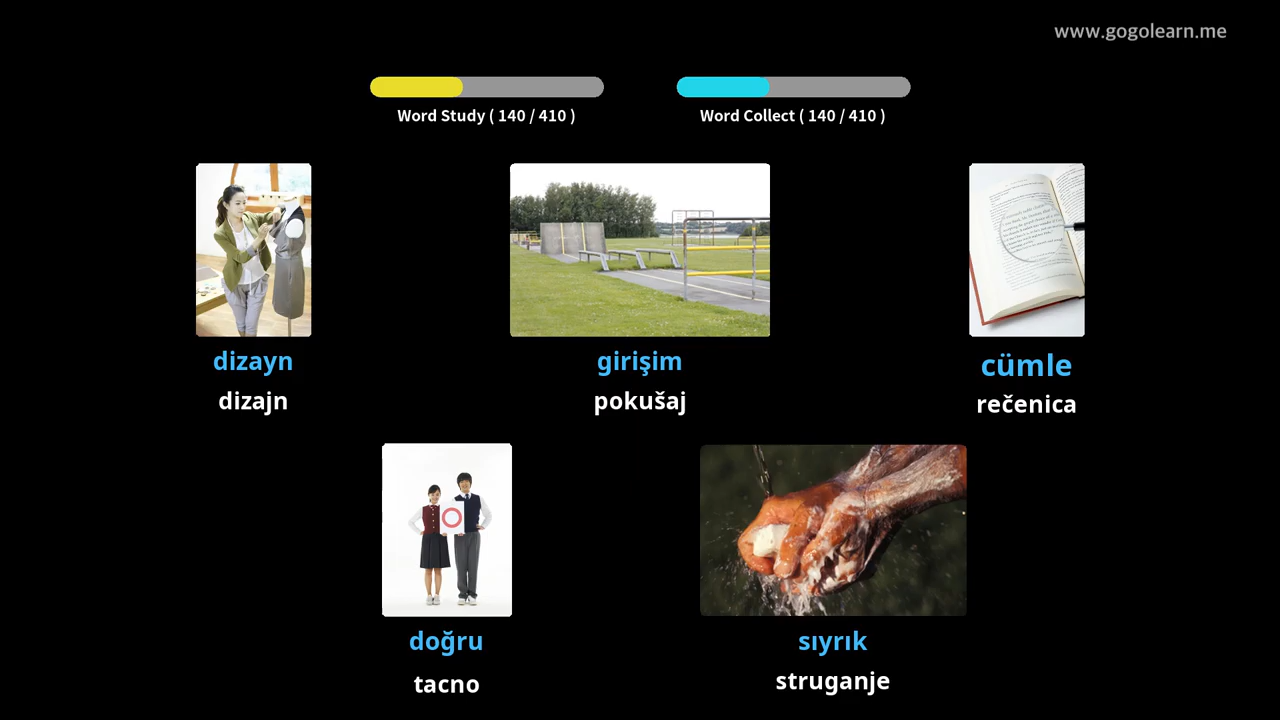 www.gogolearn.me
Word Study ( 140 / 410 )
Word Collect ( 140 / 410 )
dizayn
dizajn
girişim
pokušaj
cümle
rečenica
doğru
tacno
sıyrık
struganje